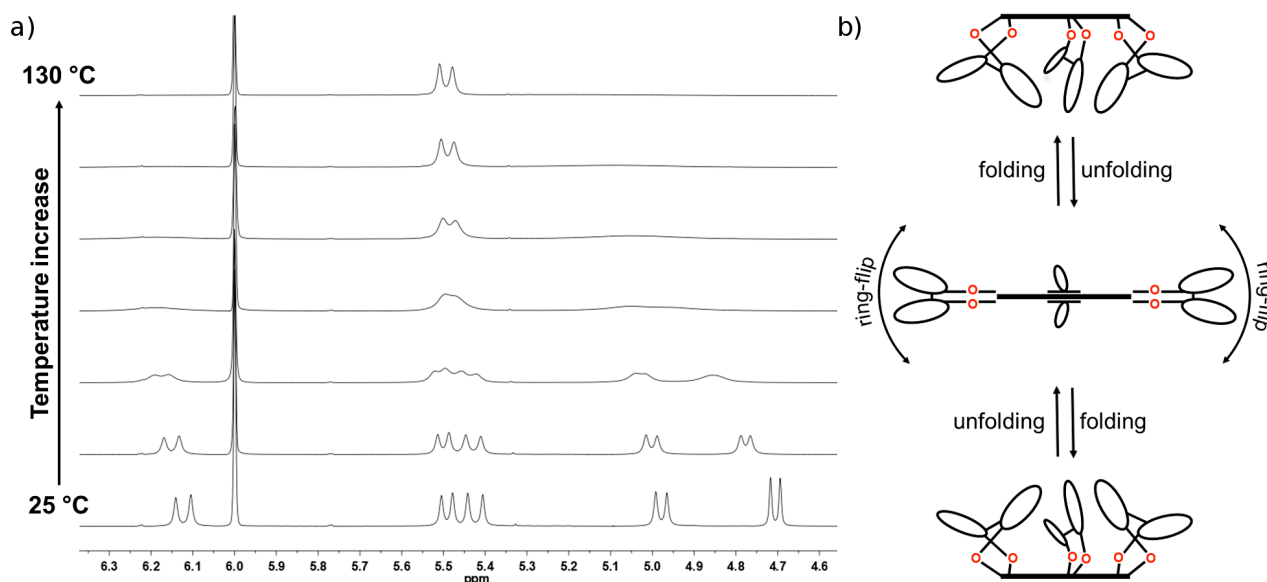 a)
130 °C
Temperature increase
25 °C
6.3 6.2 6.1 6.0 5.9 5.8 5.7 5.6 5.5 5.4 5.3 5.2 5.1 5.0 4.9 4.8 4.7 4.6
ppm
b)
O O O O O O
folding unfolding
ring-flip
O O
O O
ring-flip
unfolding folding
O O O O O O